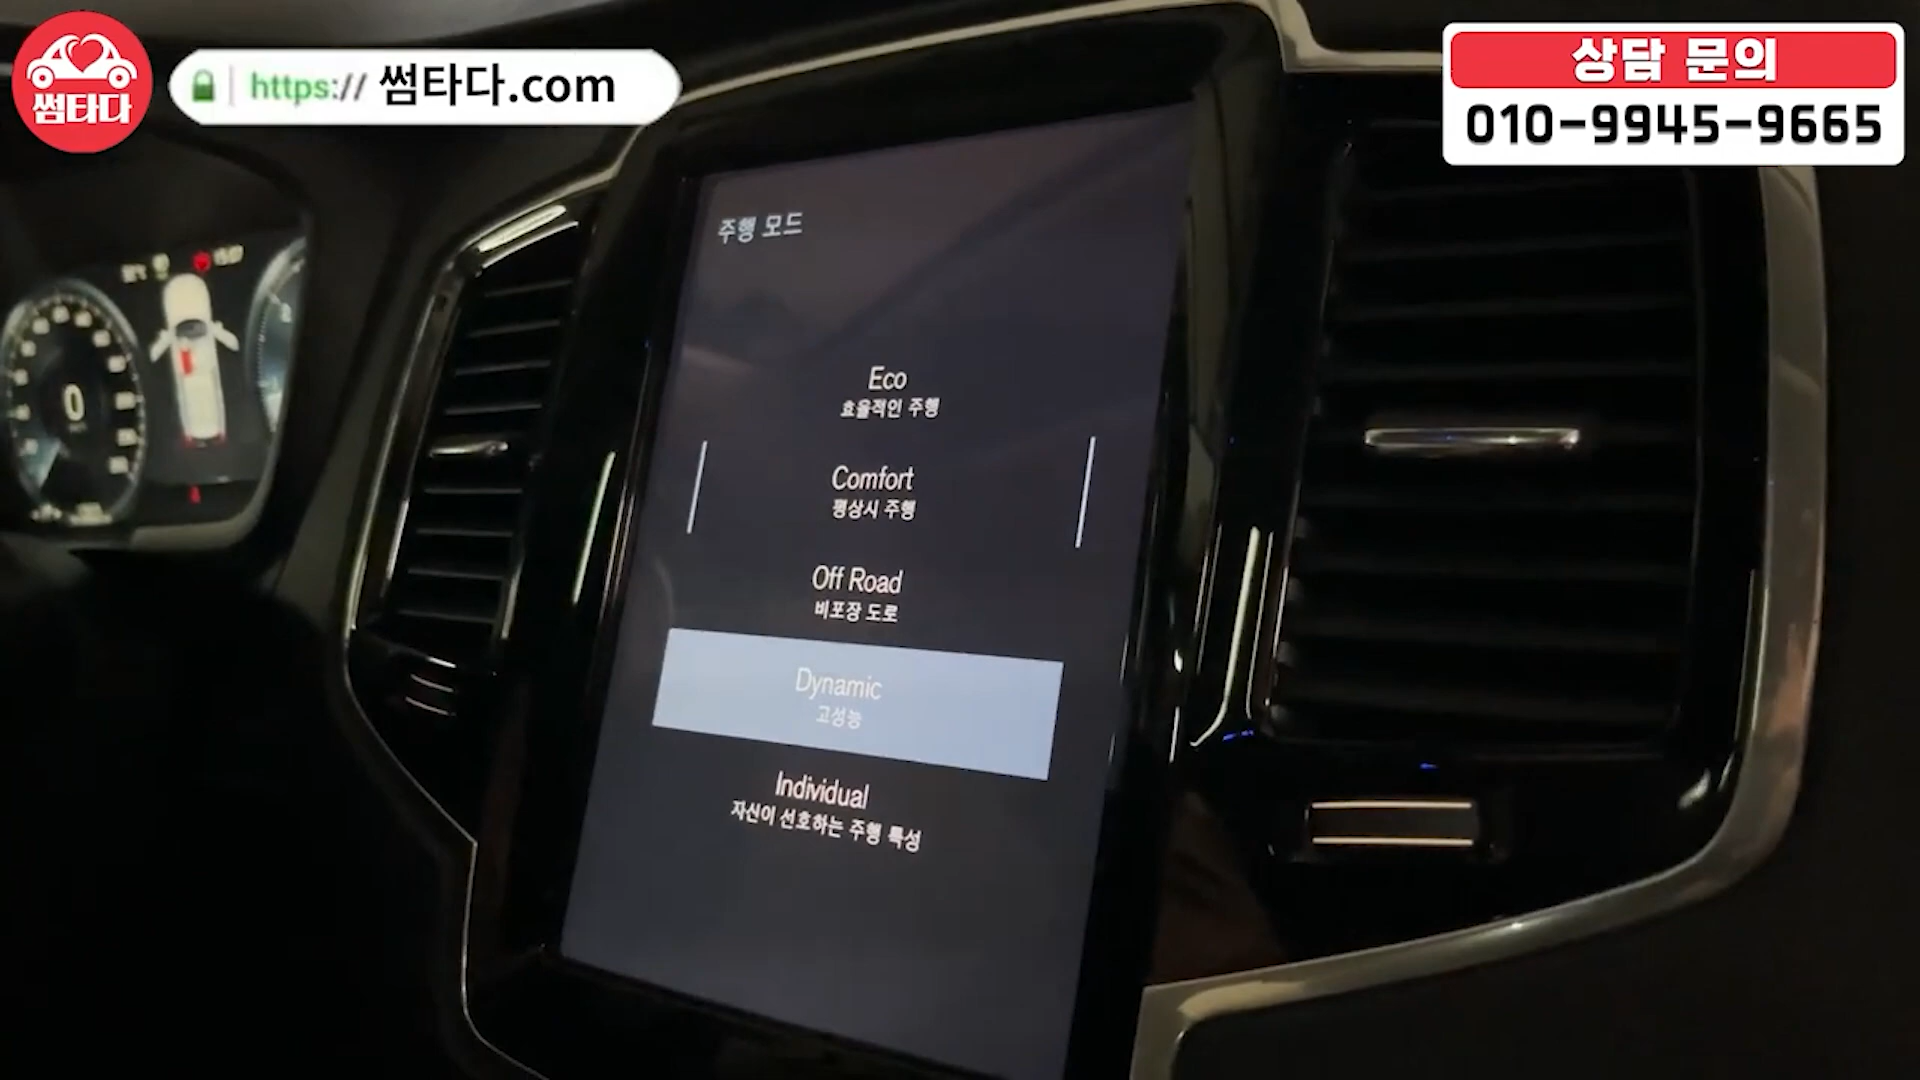 썸타다
https:// 썸타다.com
상담 문의
010-9945-9665
주행 모드
Eco
효율적인 주행
Comfort
평상시 주행
Off Road
비포장 도로
Dynamic
고성능
Individual
자신이 선호하는 주행 특성
0